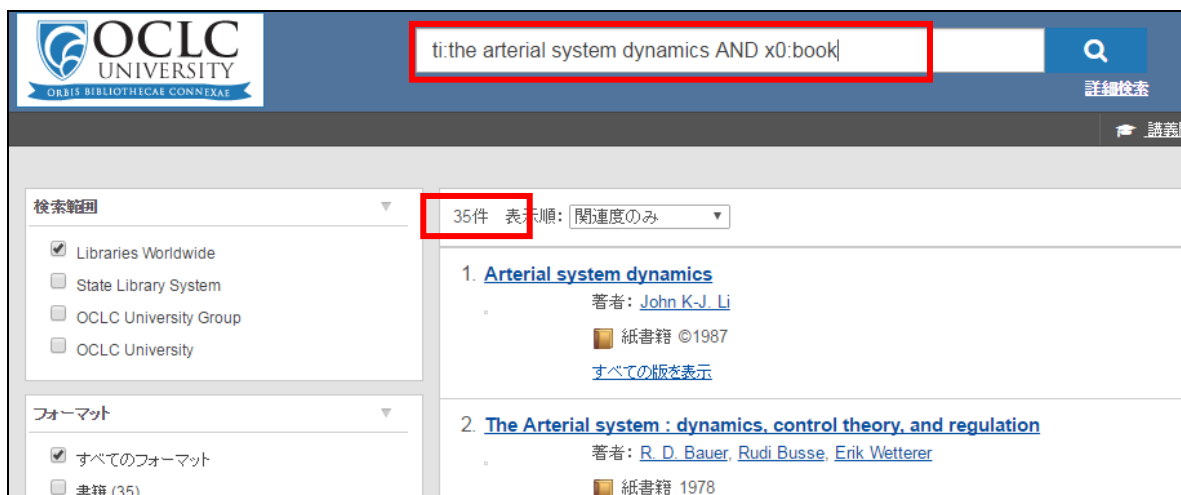 OCLC
UNIVERSITY
ORBIS BIBLIOTHECAE CONNEXAE
ti:the arterial system dynamics AND x0:book
詳細検索
講義
検索範囲
Libraries Worldwide
State Library System
OCLC University Group
OCLC University
フォーマット
すべてのフォーマット
書籍 (35)
35件 表示順: 関連度のみ
1. Arterial system dynamics
著者: John K-J. Li
紙書籍 ©1987
すべての版を表示
2. The Arterial system : dynamics, control theory, and regulation
著者: R. D. Bauer, Rudi Busse, Erik Wetterer
紙書籍 1978